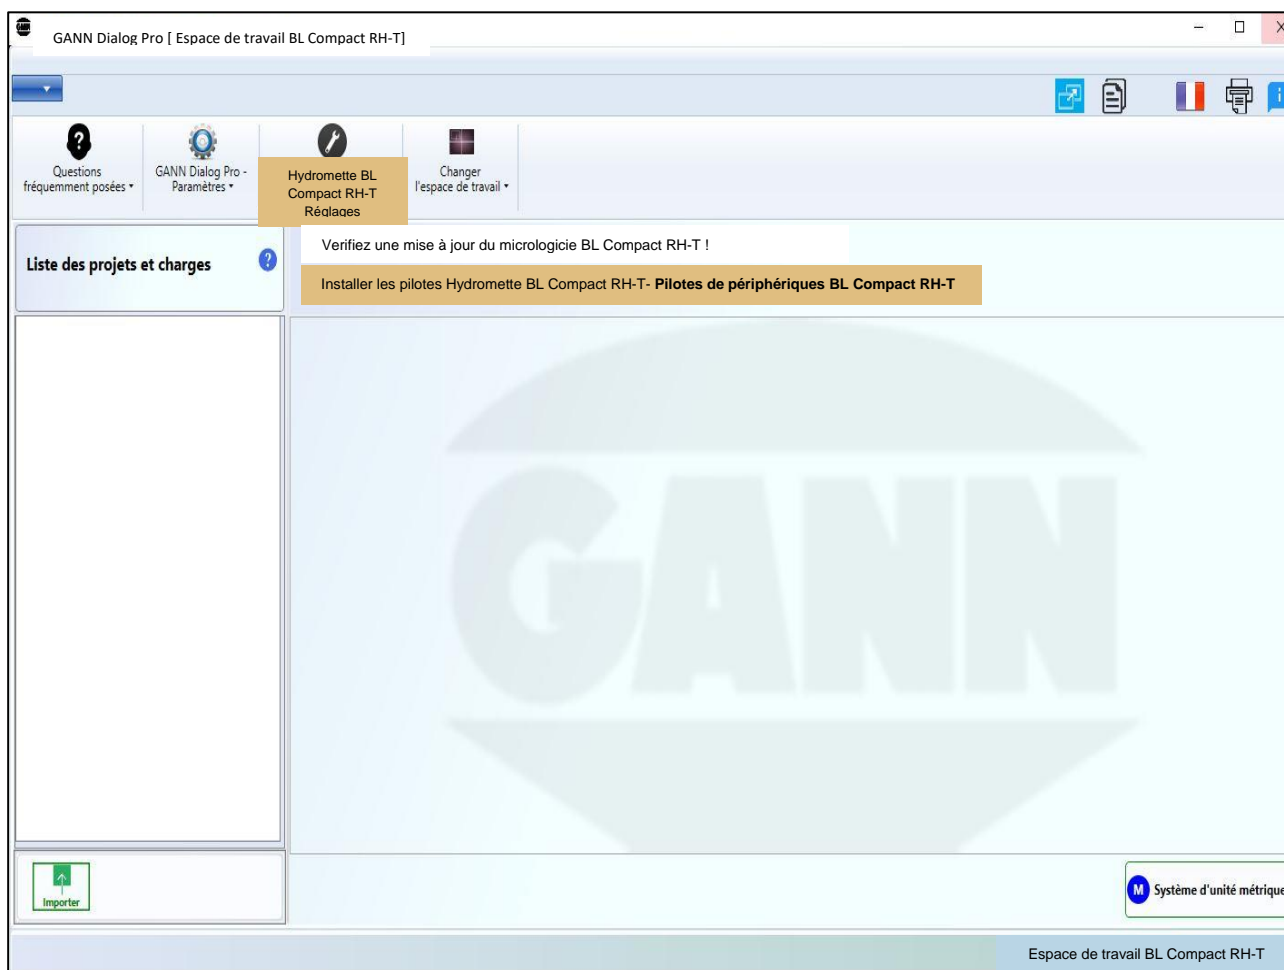 GANN Dialog Pro [ Espace de travail BL Compact RH-T]
Questions
fréquemment posées
GANN Dialog Pro -
Paramètres
Hydromette BL
Compact RH-T
Réglages
Changer
l'espace de travail
Liste des projets et charges
?
Verifiez une mise à jour du micrologicie BL Compact RH-T !
Installer les pilotes Hydromette BL Compact RH-T- Pilotes de périphériques BL Compact RH-T
GANN
Importer
M Système d'unité métrique
Espace de travail BL Compact RH-T